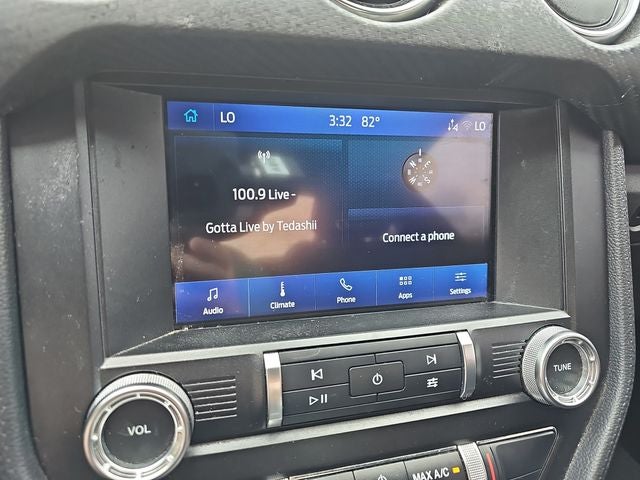 LO 3:32 82° LO
100.9 Live -
Gotta Live by Tedashii
Connect a phone
Audio Climate Phone Apps Settings
VOL
TUNE
MAX A/C